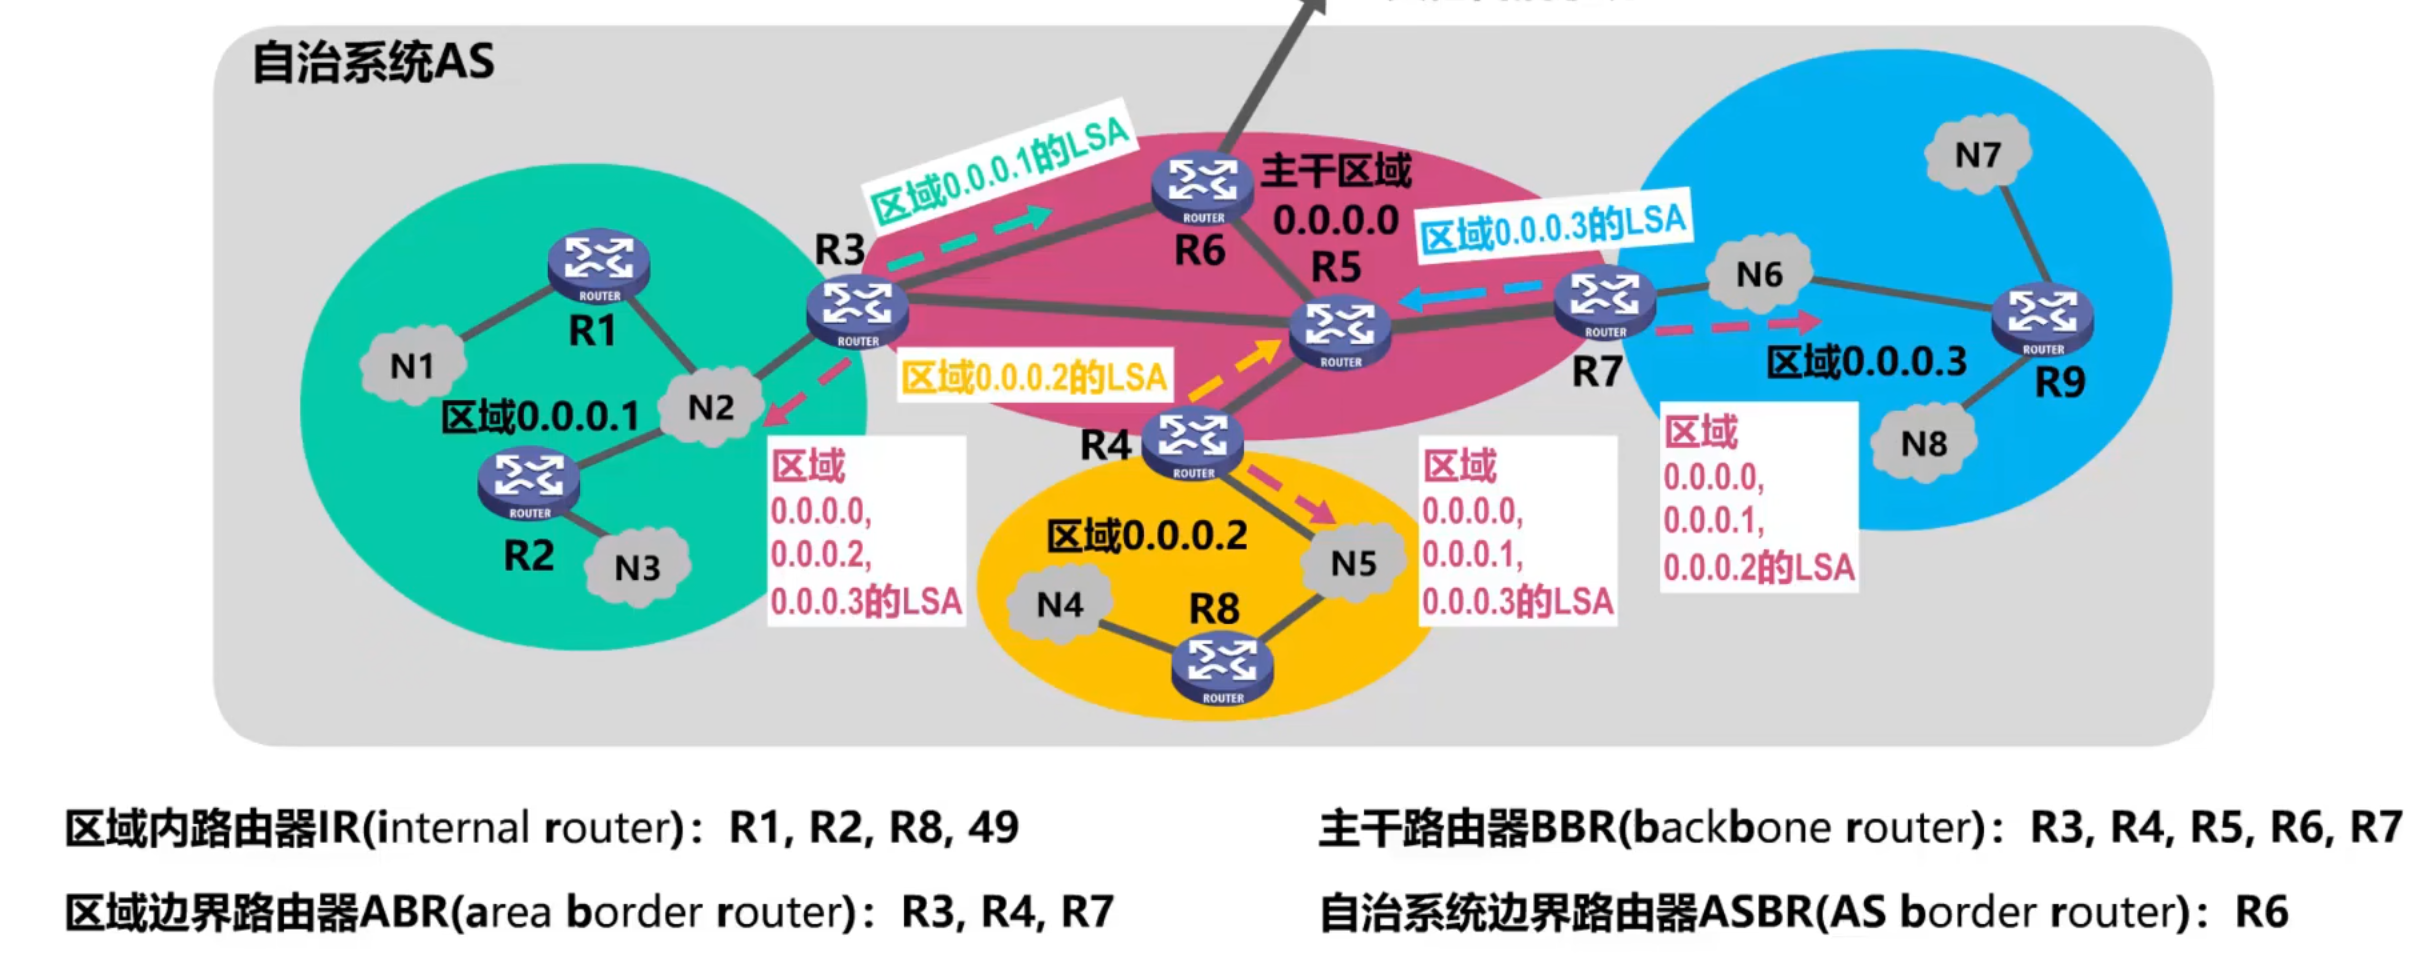 自治系统AS
区域0.0.0.1的LSA
主干区域
0.0.0.0
R6
R5
区域0.0.0.3的LSA
N7
R3
R1
N1
N2
区域0.0.0.1
R2
N3
区域0.0.0.2的LSA
R4
R7
N6
区域0.0.0.3
R9
N8
区域
0.0.0.0,
0.0.0.2,
0.0.0.3的LSA
区域0.0.0.2
N4
R8
N5
区域
0.0.0.0,
0.0.0.1,
0.0.0.3的LSA
区域
0.0.0.0,
0.0.0.1,
0.0.0.2的LSA
ROUTER
ROUTER
ROUTER
ROUTER
ROUTER
ROUTER
ROUTER
ROUTER
ROUTER
区域内路由器IR(internal router)：R1, R2, R8, 49
主干路由器BBR(backbone router)：R3, R4, R5, R6, R7
区域边界路由器ABR(area border router)：R3, R4, R7
自治系统边界路由器ASBR(AS border router)：R6